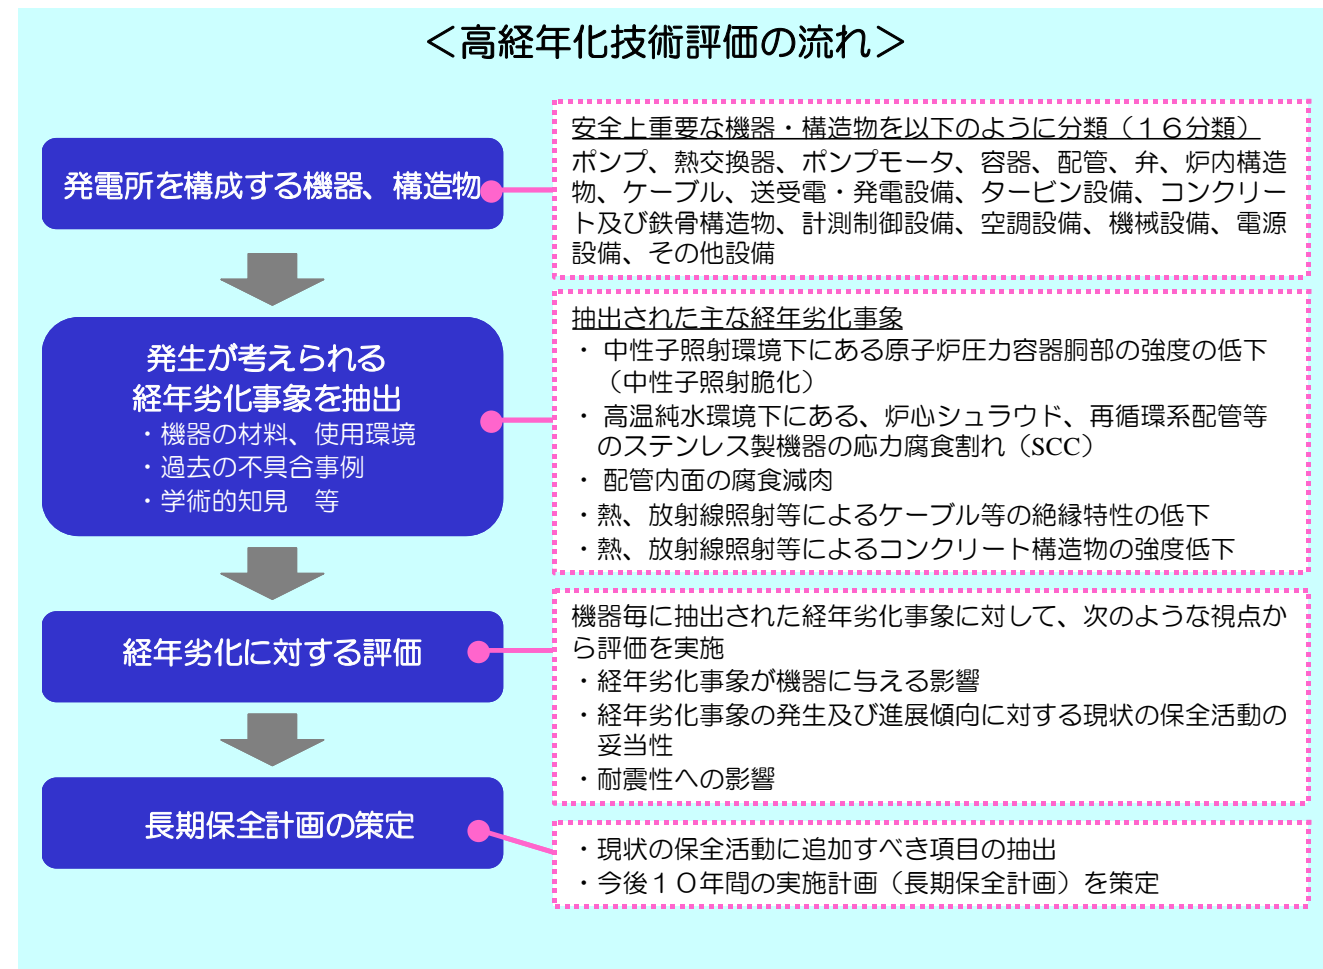 ＜高経年化技術評価の流れ＞
発電所を構成する機器、構造物
安全上重要な機器・構造物を以下のように分類（１６分類）
ポンプ、熱交換器、ポンプモータ、容器、配管、弁、炉内構造
物、ケーブル、送受電・発電設備、タービン設備、コンクリー
ト及び鉄骨構造物、計測制御設備、空調設備、機械設備、電源
設備、その他設備
発生が考えられる
経年劣化事象を抽出
・機器の材料、使用環境
・過去の不具合事例
・学術的知見　等
抽出された主な経年劣化事象
・ 中性子照射環境下にある原子炉圧力容器胴部の強度の低下
（中性子照射脆化）
・ 高温純水環境下にある、炉心シュラウド、再循環系配管等
のステンレス製機器の応力腐食割れ（SCC）
・ 配管内面の腐食減肉
・熱、放射線照射等によるケーブル等の絶縁特性の低下
・熱、放射線照射等によるコンクリート構造物の強度低下
経年劣化に対する評価
機器毎に抽出された経年劣化事象に対して、次のような視点か
ら評価を実施
・経年劣化事象が機器に与える影響
・経年劣化事象の発生及び進展傾向に対する現状の保全活動の
妥当性
・耐震性への影響
長期保全計画の策定
・現状の保全活動に追加すべき項目の抽出
・今後１０年間の実施計画（長期保全計画）を策定